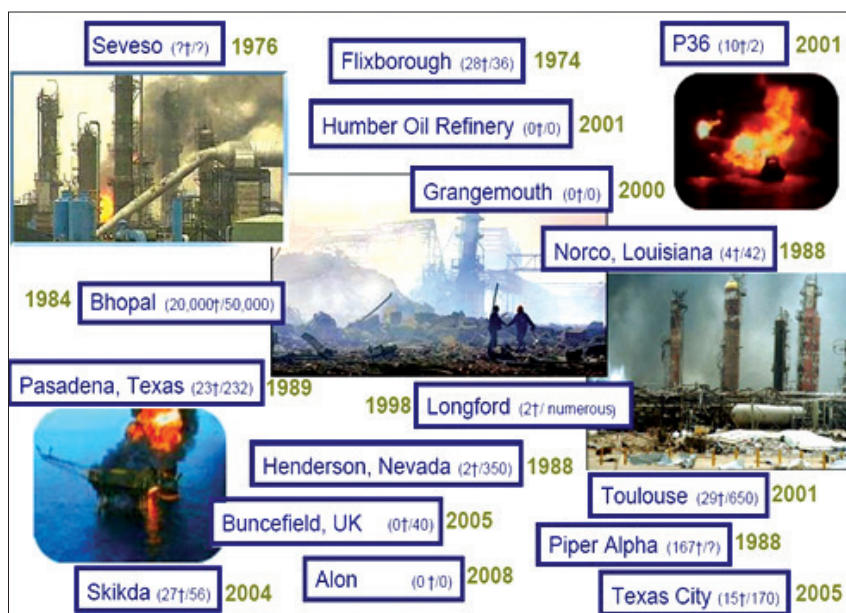 Seveso (?†/?) 1976
Flixborough (28†/36) 1974
P36 (10†/2) 2001
Humber Oil Refinery (0†/0) 2001
Grangemouth (0†/0) 2000
Norco, Louisiana (4†/42) 1988
1984 Bhopal (20,000†/50,000)
Pasadena, Texas (23†/232) 1989
1998 Longford (2†/ numerous)
Henderson, Nevada (2†/350) 1988
Toulouse (29†/650) 2001
Buncefield, UK (0†/40) 2005
Piper Alpha (167†/?) 1988
Skikda (27†/56) 2004
Alon (0 †/0) 2008
Texas City (15†/170) 2005